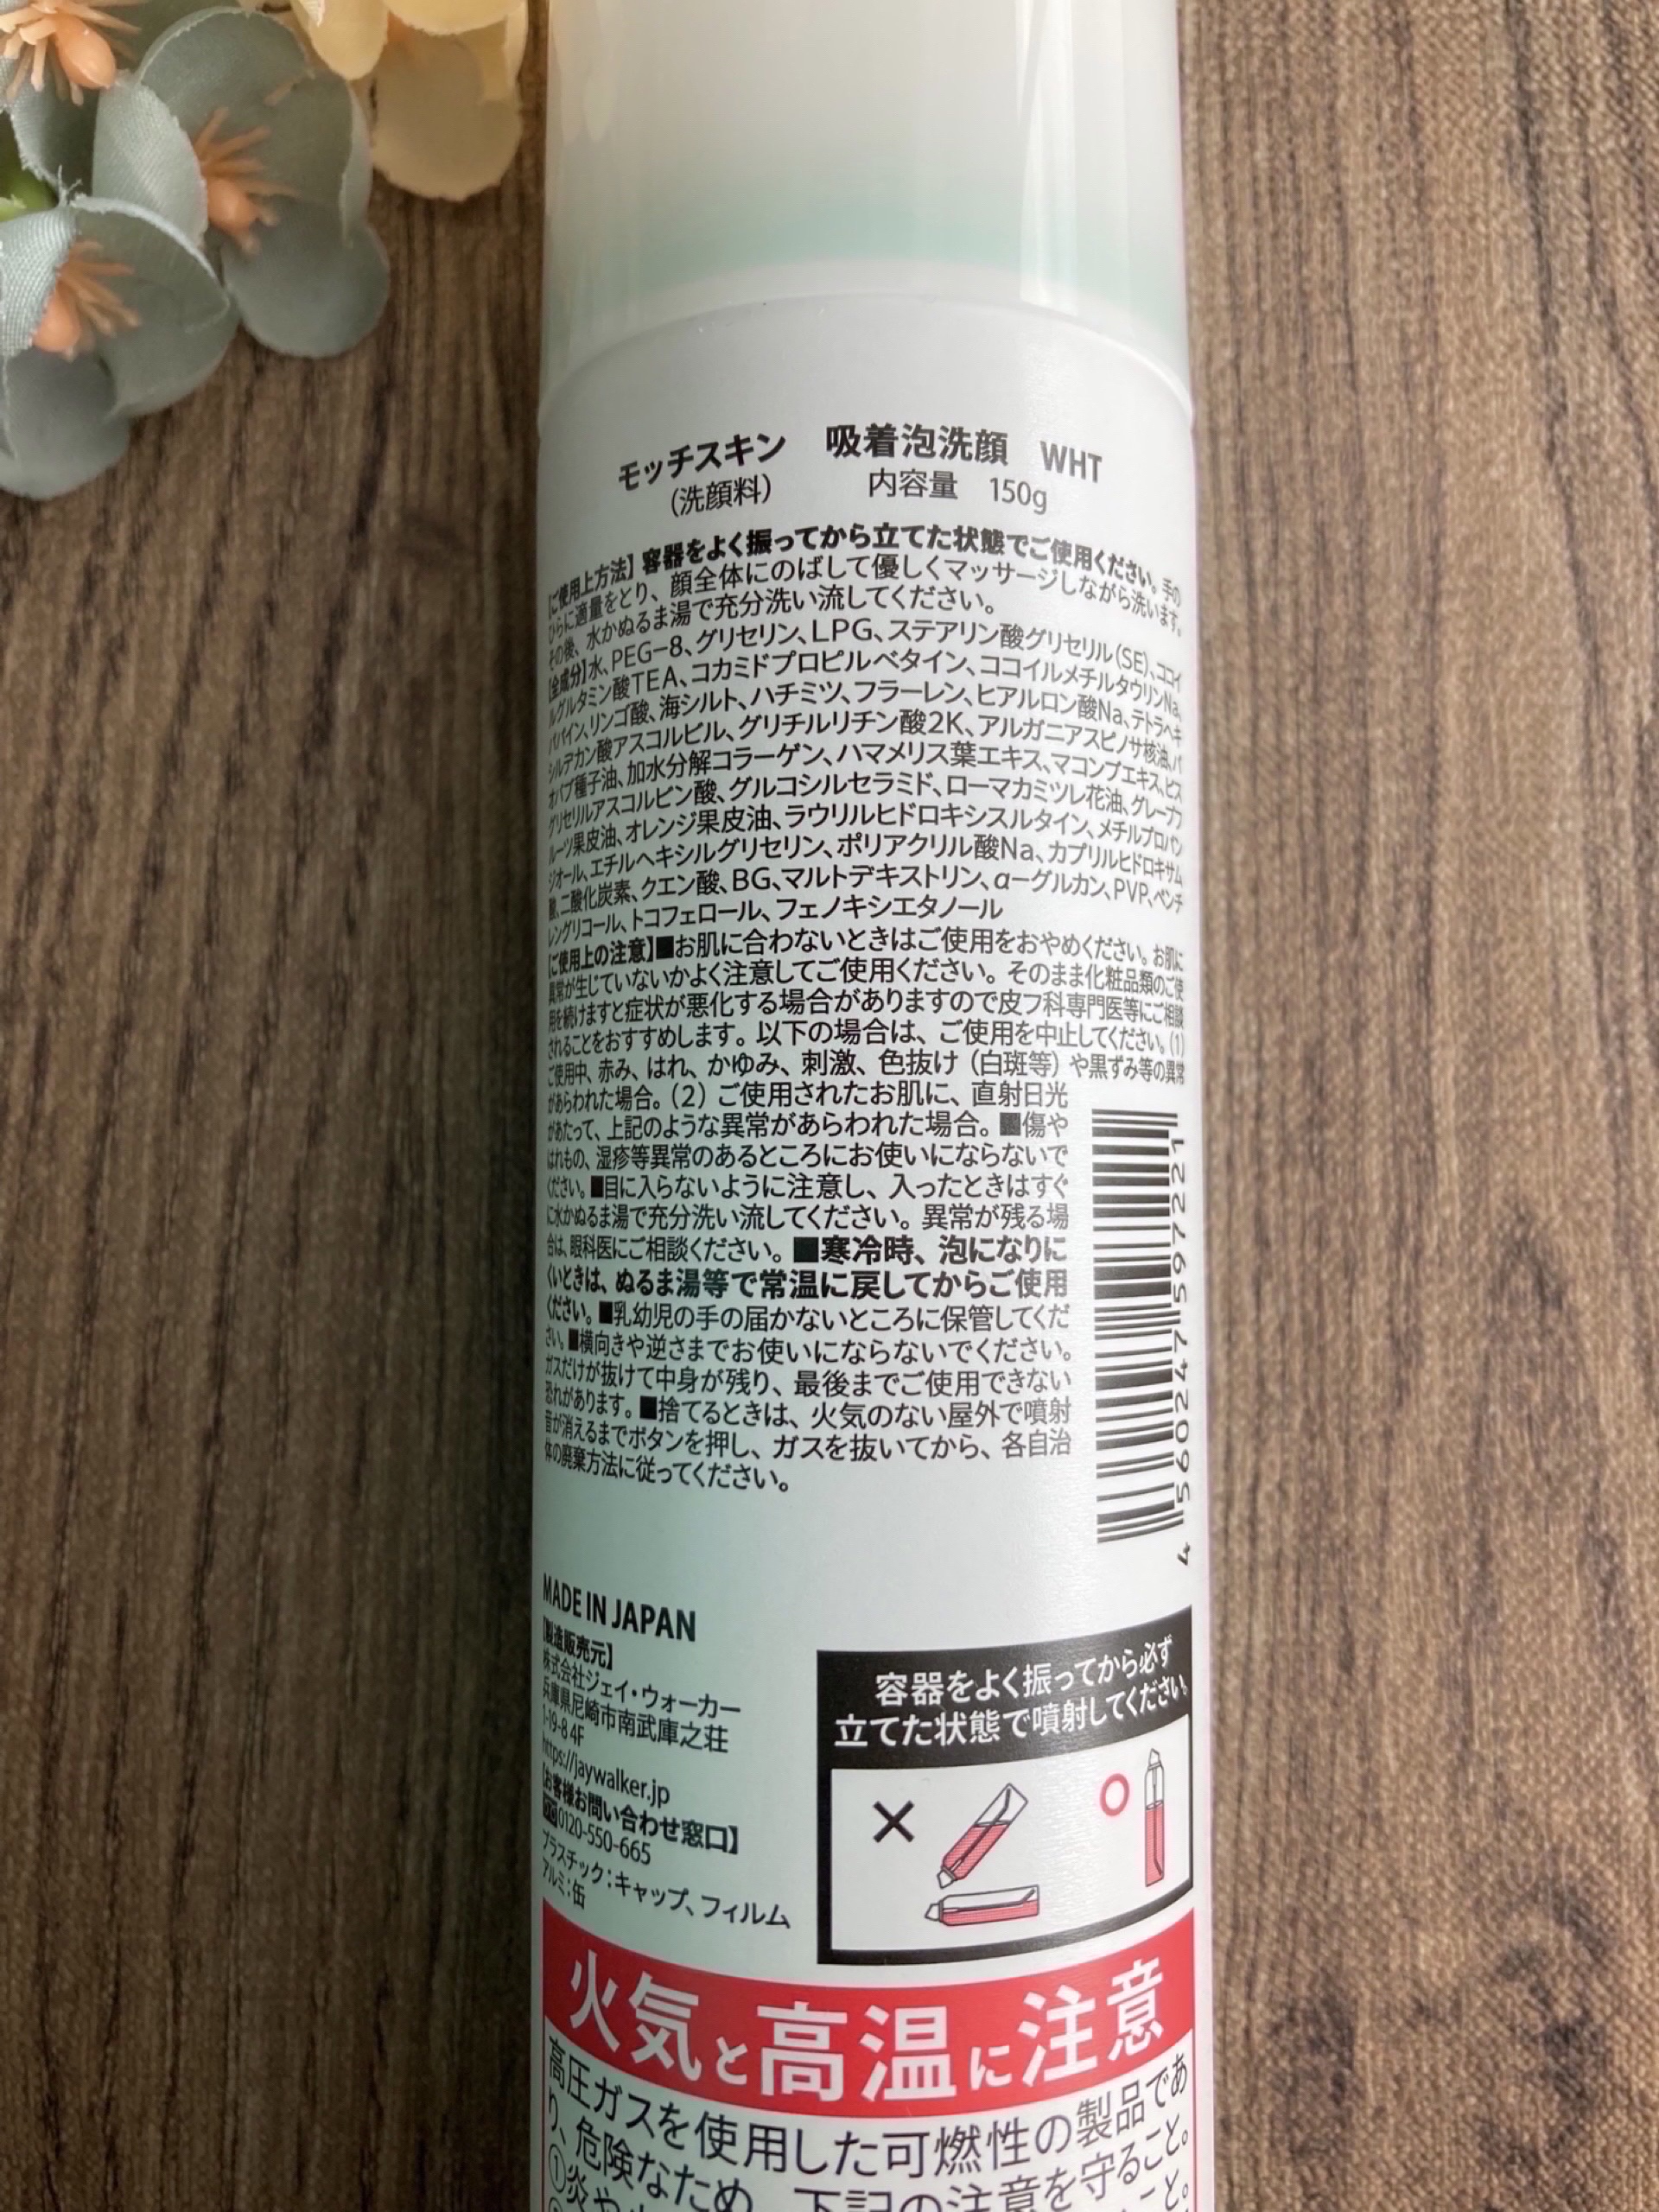 モッチスキン　吸着泡洗顔　WHT
(洗顔料)　内容量　150g
【ご使用上方法】容器をよく振ってから立てた状態でご使用ください。手の
ひらに適量をとり、顔全体にのばして優しくマッサージしながら洗います。
その後、水かぬるま湯で充分洗い流してください。
【全成分】水、PEG-8、グリセリン、LPG、ステアリン酸グリセリル(SE)、ココイ
ルグルタミン酸TEA、コカミドプロピルベタイン、ココイルメチルタウリンNa、
パパイン、リンゴ酸、海シルト、ハチミツ、フラーレン、ヒアルロン酸Na、テトラヘキ
シルデカン酸アスコルビル、グリチルリチン酸2K、アルガニアスピノサ核油、バ
オバブ種子油、加水分解コラーゲン、ハマメリス葉エキス、マコンブエキス、ビス
グリセリルアスコルビン酸、グルコシルセラミド、ローマカミツレ花油、グレープフ
ルーツ果皮油、オレンジ果皮油、ラウリルヒドロキシスルタイン、メチルプロパン
ジオール、エチルヘキシルグリセリン、ポリアクリル酸Na、カプリルヒドロキサム
酸、二酸化炭素、クエン酸、BG、マルトデキストリン、α-グルカン、PVP、ペンチ
レングリコール、トコフェロール、フェノキシエタノール
【ご使用上の注意】■お肌に合わないときはご使用をおやめください。お肌に
異常が生じていないかよく注意してご使用ください。そのまま化粧品類のご使
用を続けますと症状が悪化する場合がありますので皮フ科専門医等にご相談
されることをおすすめします。以下の場合は、ご使用を中止してください。(1)
ご使用中、赤み、はれ、かゆみ、刺激、色抜け（白斑等）や黒ずみ等の異常
があらわれた場合。(2) ご使用されたお肌に、直射日光
があたって、上記のような異常があらわれた場合。■傷や
はれもの、湿疹等異常のあるところにお使いにならないで
ください。■目に入らないように注意し、入ったときはすぐ
に水かぬるま湯で充分洗い流してください。異常が残る場
合は、眼科医にご相談ください。■寒冷時、泡になりに
くいときは、ぬるま湯等で常温に戻してからご使用
ください。■乳幼児の手の届かないところに保管してくだ
さい。■横向きや逆さまでお使いにならないでください。
ガスだけが抜けて中身が残り、最後までご使用できない
恐れがあります。■捨てるときは、火気のない屋外で噴射
音が消えるまでボタンを押し、ガスを抜いてから、各自治
体の廃棄方法に従ってください。
4 560247 597221
MADE IN JAPAN
【製造販売元】
株式会社ジェイ・ウォーカー
兵庫県尼崎市南武庫之荘
1-19-8 4F
https://jaywalker.jp
【お客様お問い合わせ窓口】
0120-550-665
プラスチック:キャップ、フィルム
アルミ:缶
容器をよく振ってから必ず
立てた状態で噴射してください。
火気と高温に注意
高圧ガスを使用した可燃性の製品であ
り、危険なため、下記の注意を守ること。
①炎や